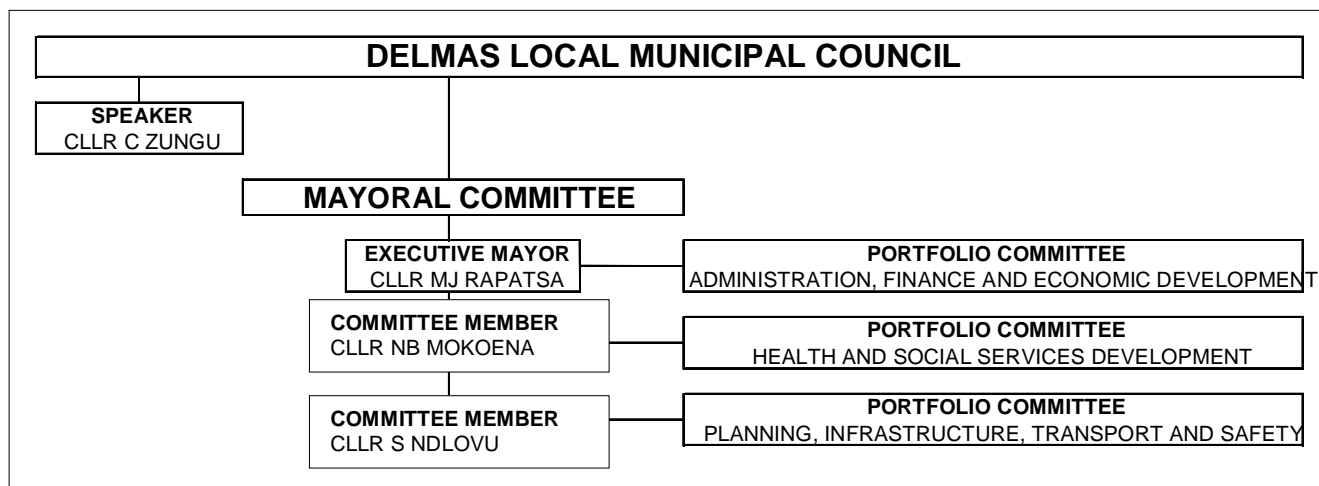 DELMAS LOCAL MUNICIPAL COUNCIL
SPEAKER
CLLR C ZUNGU
MAYORAL COMMITTEE
EXECUTIVE MAYOR
CLLR MJ RAPATSA
PORTFOLIO COMMITTEE
ADMINISTRATION, FINANCE AND ECONOMIC DEVELOPMENT
COMMITTEE MEMBER
CLLR NB MOKOENA
PORTFOLIO COMMITTEE
HEALTH AND SOCIAL SERVICES DEVELOPMENT
COMMITTEE MEMBER
CLLR S NDLOVU
PORTFOLIO COMMITTEE
PLANNING, INFRASTRUCTURE, TRANSPORT AND SAFETY